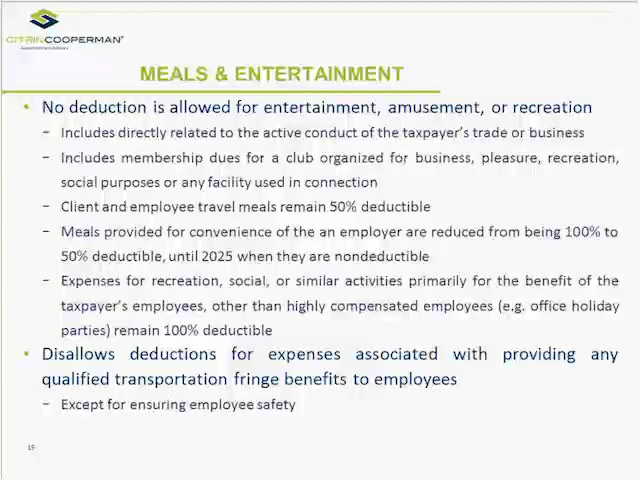 CITRINCOOPERMAN®
MEALS & ENTERTAINMENT
• No deduction is allowed for entertainment, amusement, or recreation
− Includes directly related to the active conduct of the taxpayer's trade or business
− Includes membership dues for a club organized for business, pleasure, recreation,
social purposes or any facility used in connection
− Client and employee travel meals remain 50% deductible
− Meals provided for convenience of the an employer are reduced from being 100% to
50% deductible, until 2025 when they are nondeductible
− Expenses for recreation, social, or similar activities primarily for the benefit of the
taxpayer's employees, other than highly compensated employees (e.g. office holiday
parties) remain 100% deductible
• Disallows deductions for expenses associated with providing any
qualified transportation fringe benefits to employees
− Except for ensuring employee safety